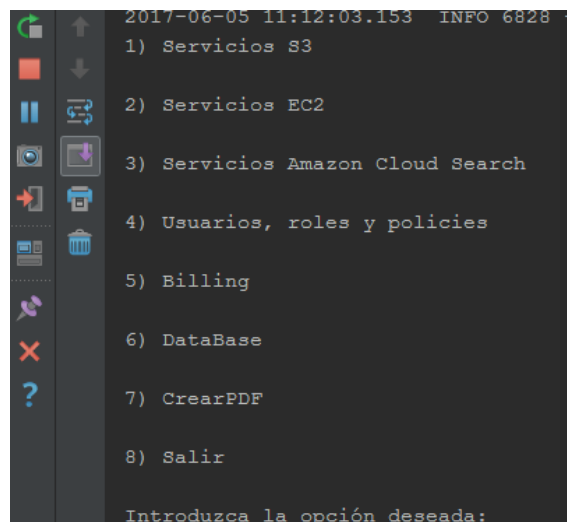 2017-06-05 11:12:03.153 INFO 6828 -
1) Servicios S3
2) Servicios EC2
3) Servicios Amazon Cloud Search
4) Usuarios, roles y policies
5) Billing
6) DataBase
7) CrearPDF
8) Salir
Introduzca la opción deseada: